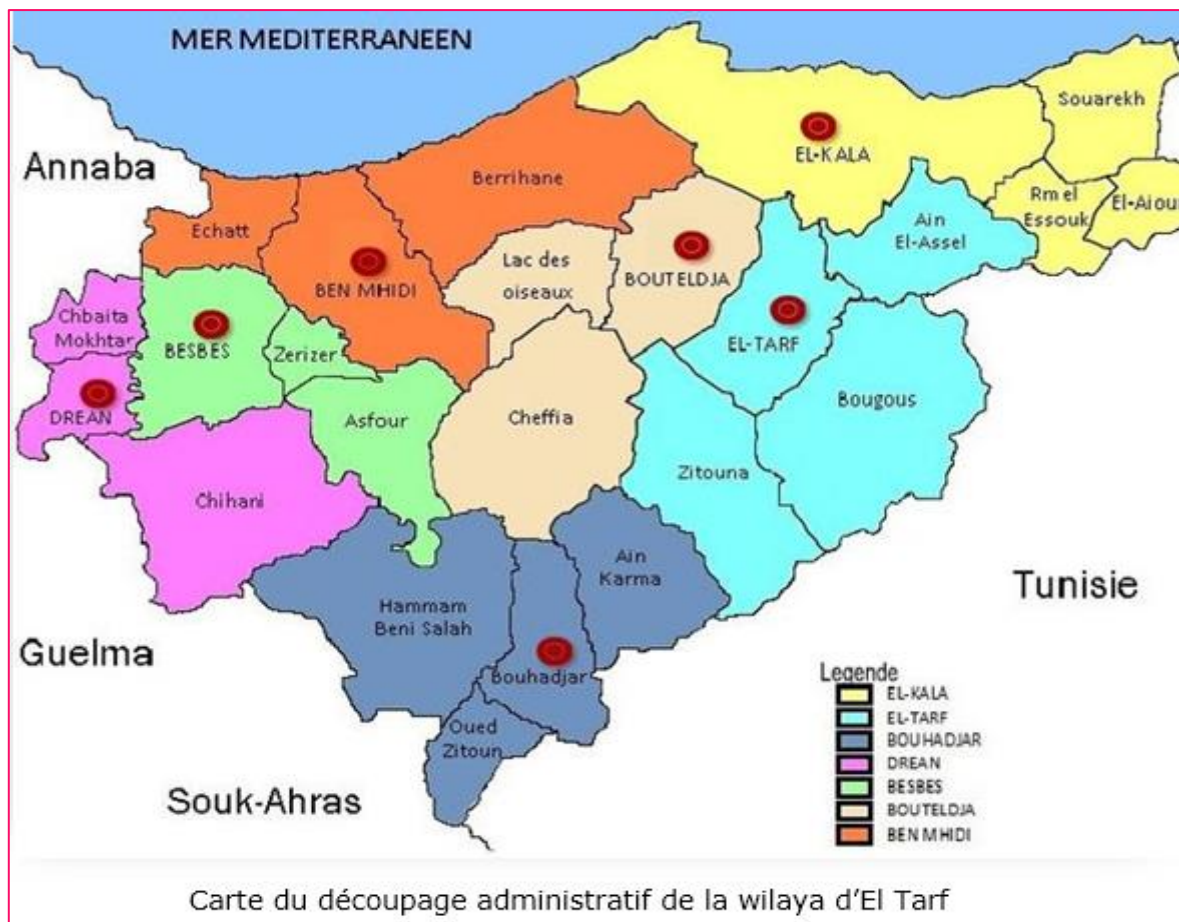 MER MEDITERRANEEN
Annaba
Souarekh
EL-KALA
Berrihane
Rm el
Essouk
El-Aioun
Echatt
Ain
El-Assel
Lac des
oiseaux
BOUTELDJA
BEN MHIDI
Chbaita
Mokhtar
BESBES
Zerizer
EL-TARF
DREAN
Asfour
Cheffia
Bougous
Zitouna
Chihani
Ain
Karma
Tunisie
Hammam
Beni Salah
Guelma
Bouhadjar
Oued
Zitoun
Souk-Ahras
Legende
EL-KALA
EL-TARF
BOUHADJAR
DREAN
BESBES
BOUTELDJA
BEN MHIDI
Carte du découpage administratif de la wilaya d’El Tarf